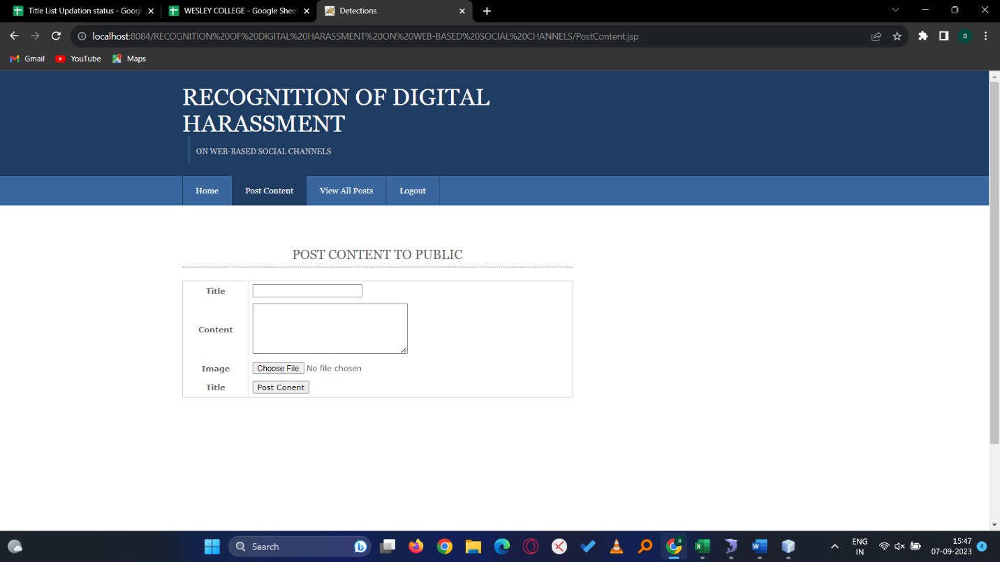 Title List Updation status - Googl
WESLEY COLLEGE - Google Sheet
Detections
localhost:8084/RECOGNITION%20OF%20DIGITAL%20HARASSMENT%20ON%20WEB-BASED%20SOCIAL%20CHANNELS/PostContent.jsp
a
Gmail
YouTube
Maps
RECOGNITION OF DIGITAL
HARASSMENT
ON WEB-BASED SOCIAL CHANNELS
Home
Post Content
View All Posts
Logout
POST CONTENT TO PUBLIC
Title
Content
Image
Choose File No file chosen
Title
Post Conent
Search
ENG
IN
15:47
07-09-2023
4